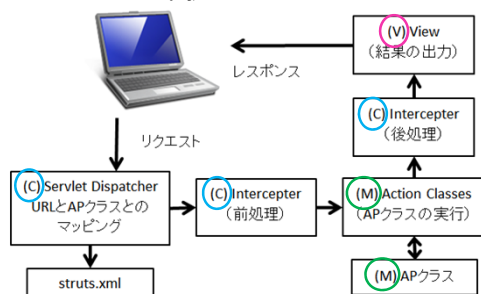 (V) View
(結果の出力)
レスポンス
(C) Intercepter
(後処理)
リクエスト
(C) Servlet Dispatcher
URLとAPクラスとの
マッピング
(C) Intercepter
(前処理)
(M) Action Classes
(APクラスの実行)
struts.xml
(M) APクラス